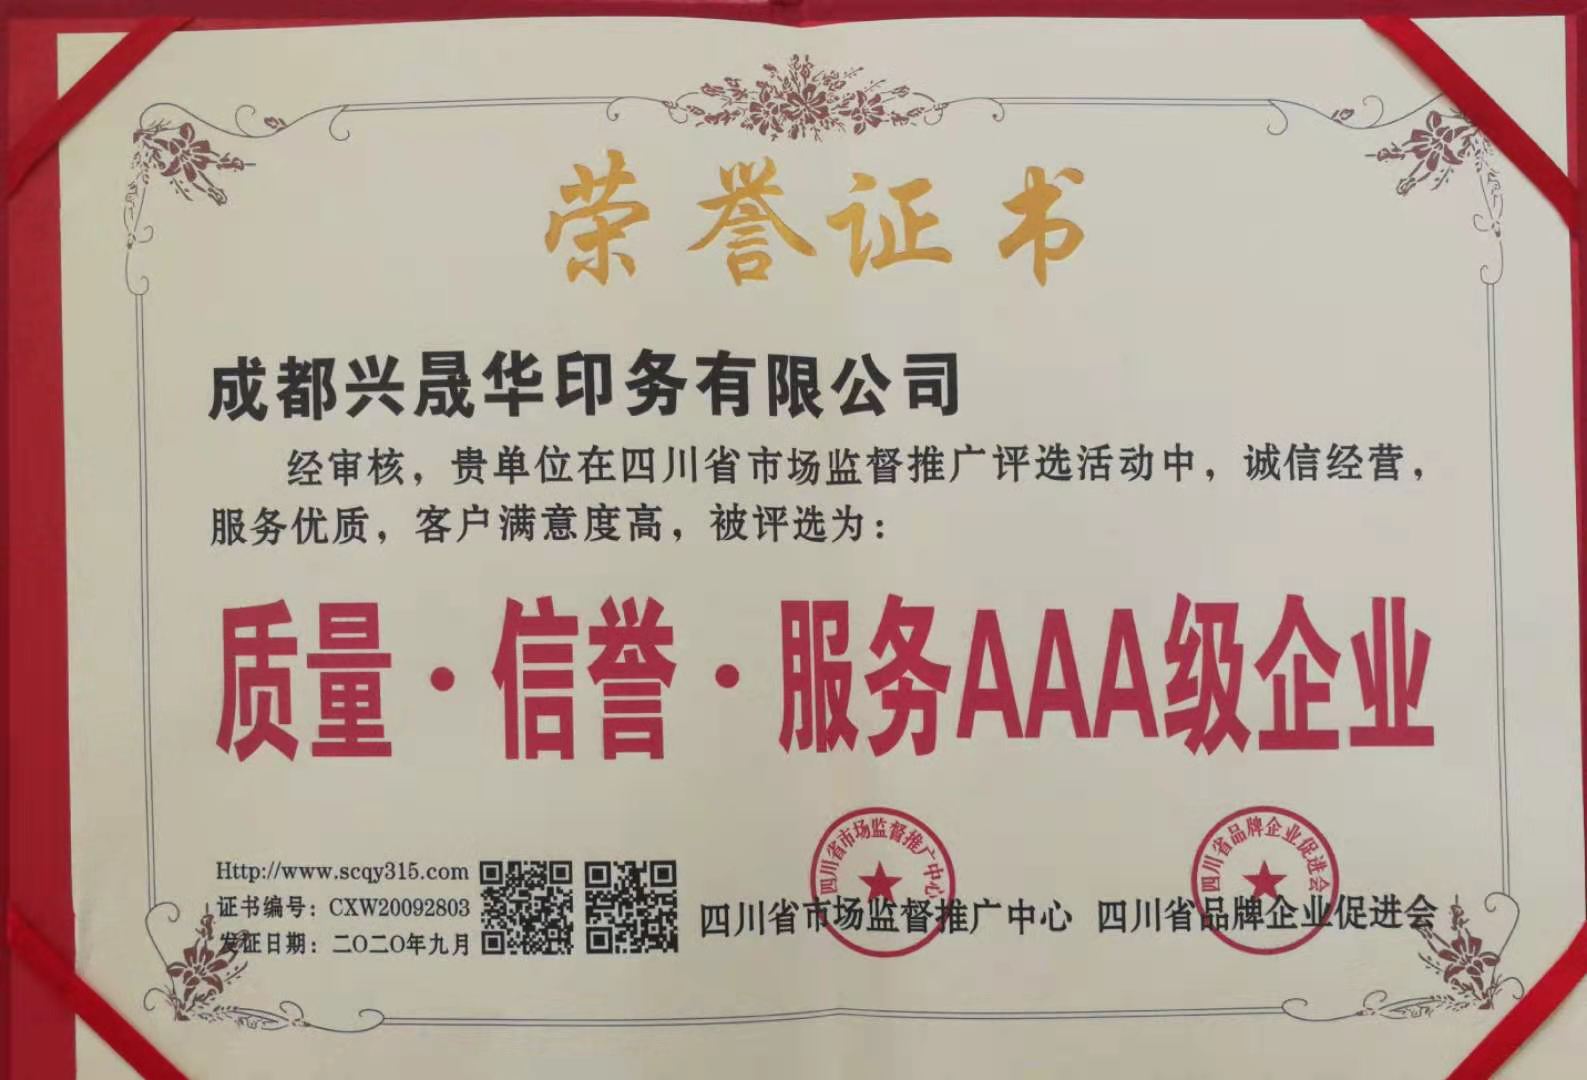 荣誉证书
成都兴晟华印务有限公司
经审核，贵单位在四川省市场监督推广评选活动中，诚信经营，
服务优质，客户满意度高，被评选为：
质量·信誉·服务AAA级企业
Http://www.scqy315.com
证书编号：CXW20092803
发证日期：二〇二〇年九月
四川省市场监督推广中心
四川省市场监督推广中心
四川省品牌企业促进会
四川省品牌企业促进会